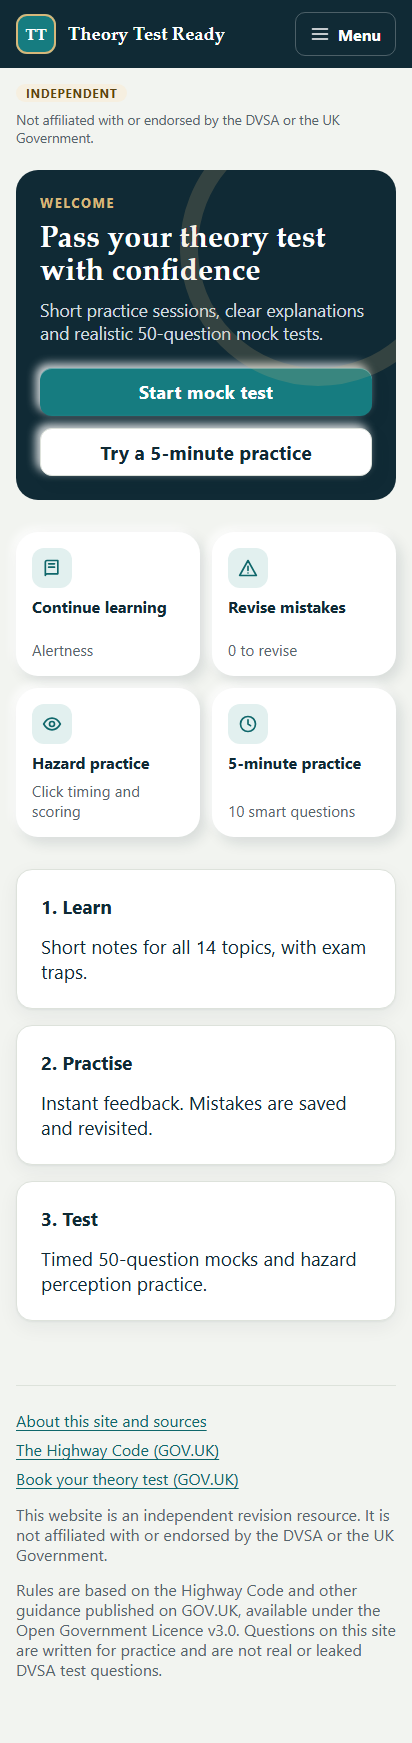 TT
Theory Test Ready
Menu
INDEPENDENT
Not affiliated with or endorsed by the DVSA or the UK
Government.
WELCOME
Pass your theory test
with confidence
Short practice sessions, clear explanations
and realistic 50-question mock tests.
Start mock test
Try a 5-minute practice
Continue learning
Alertness
Revise mistakes
0 to revise
Hazard practice
Click timing and
scoring
5-minute practice
10 smart questions
1. Learn
Short notes for all 14 topics, with exam
traps.
2. Practise
Instant feedback. Mistakes are saved
and revisited.
3. Test
Timed 50-question mocks and hazard
perception practice.
About this site and sources
The Highway Code (GOV.UK)
Book your theory test (GOV.UK)
This website is an independent revision resource. It is
not affiliated with or endorsed by the DVSA or the UK
Government.
Rules are based on the Highway Code and other
guidance published on GOV.UK, available under the
Open Government Licence v3.0. Questions on this site
are written for practice and are not real or leaked
DVSA test questions.